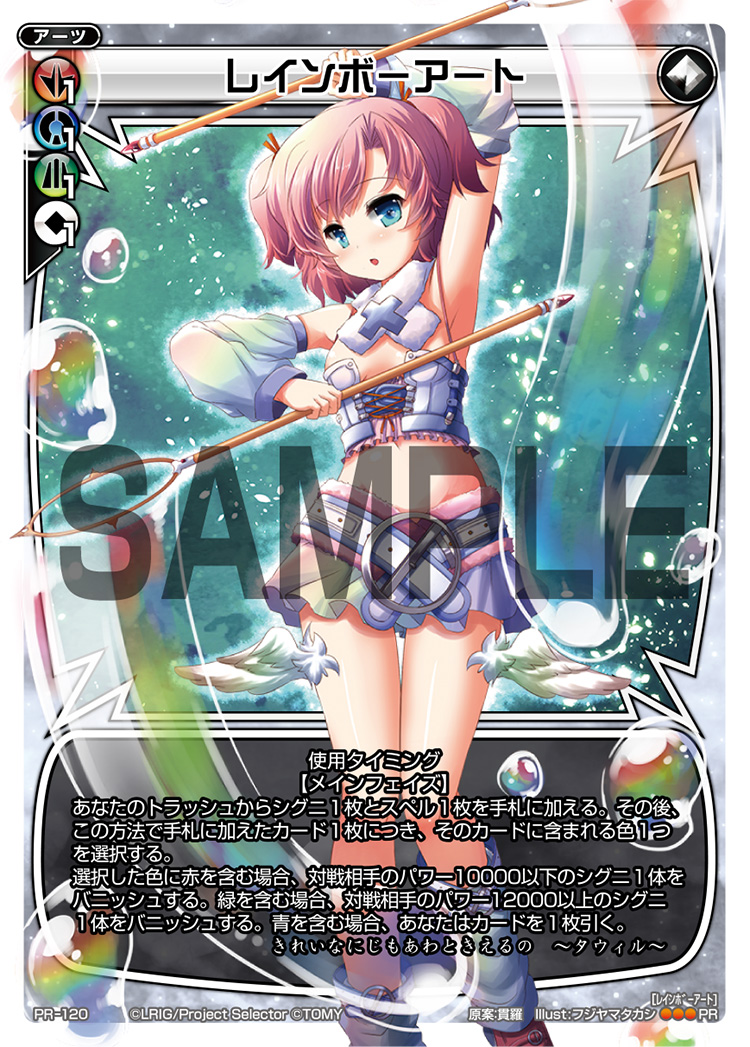 アーツ
レインボーアート
1
1
1
1
SAMPLE
使用タイミング
【メインフェイズ】
あなたのトラッシュからシグニ１枚とスペル１枚を手札に加える。その後、
この方法で手札に加えたカード１枚につき、そのカードに含まれる色１つ
を選択する。
選択した色に赤を含む場合、対戦相手のパワー10000以下のシグニ１体を
バニッシュする。緑を含む場合、対戦相手のパワー12000以上のシグニ
１体をバニッシュする。青を含む場合、あなたはカードを１枚引く。
きれいなにじもあわときえるの　～タウィル～
[レインボーアート]
PR-120 ©LRIG/Project Selector ©TOMY 原案:貫羅 Illust:フジヤマタカシ PR